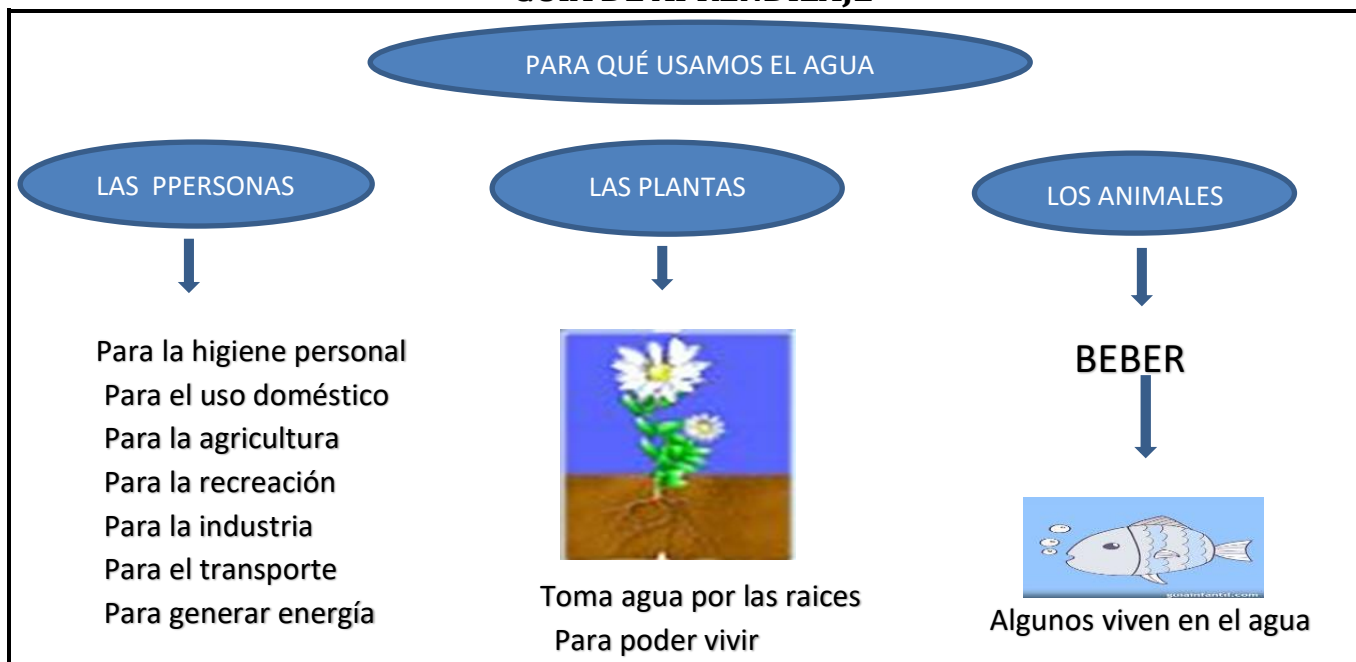 PARA QUÉ USAMOS EL AGUA
LAS PPERSONAS
Para la higiene personal
Para el uso doméstico
Para la agricultura
Para la recreación
Para la industria
Para el transporte
Para generar energía
LAS PLANTAS
Toma agua por las raices
Para poder vivir
LOS ANIMALES
BEBER
guiainfantil.com
Algunos viven en el agua